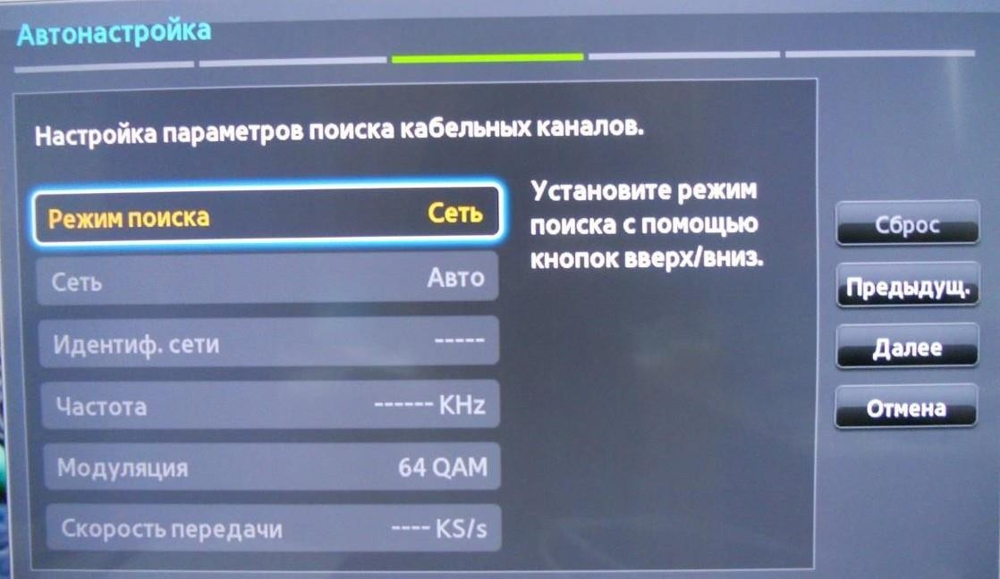 Автонастройка
Настройка параметров поиска кабельных каналов.
Режим поиска Сеть
Сеть Авто
Идентиф. сети -----
Частота ------ KHz
Модуляция 64 QAM
Скорость передачи ---- KS/s
Установите режим
поиска с помощью
кнопок вверх/вниз.
Сброс
Предыдущ.
Далее
Отмена